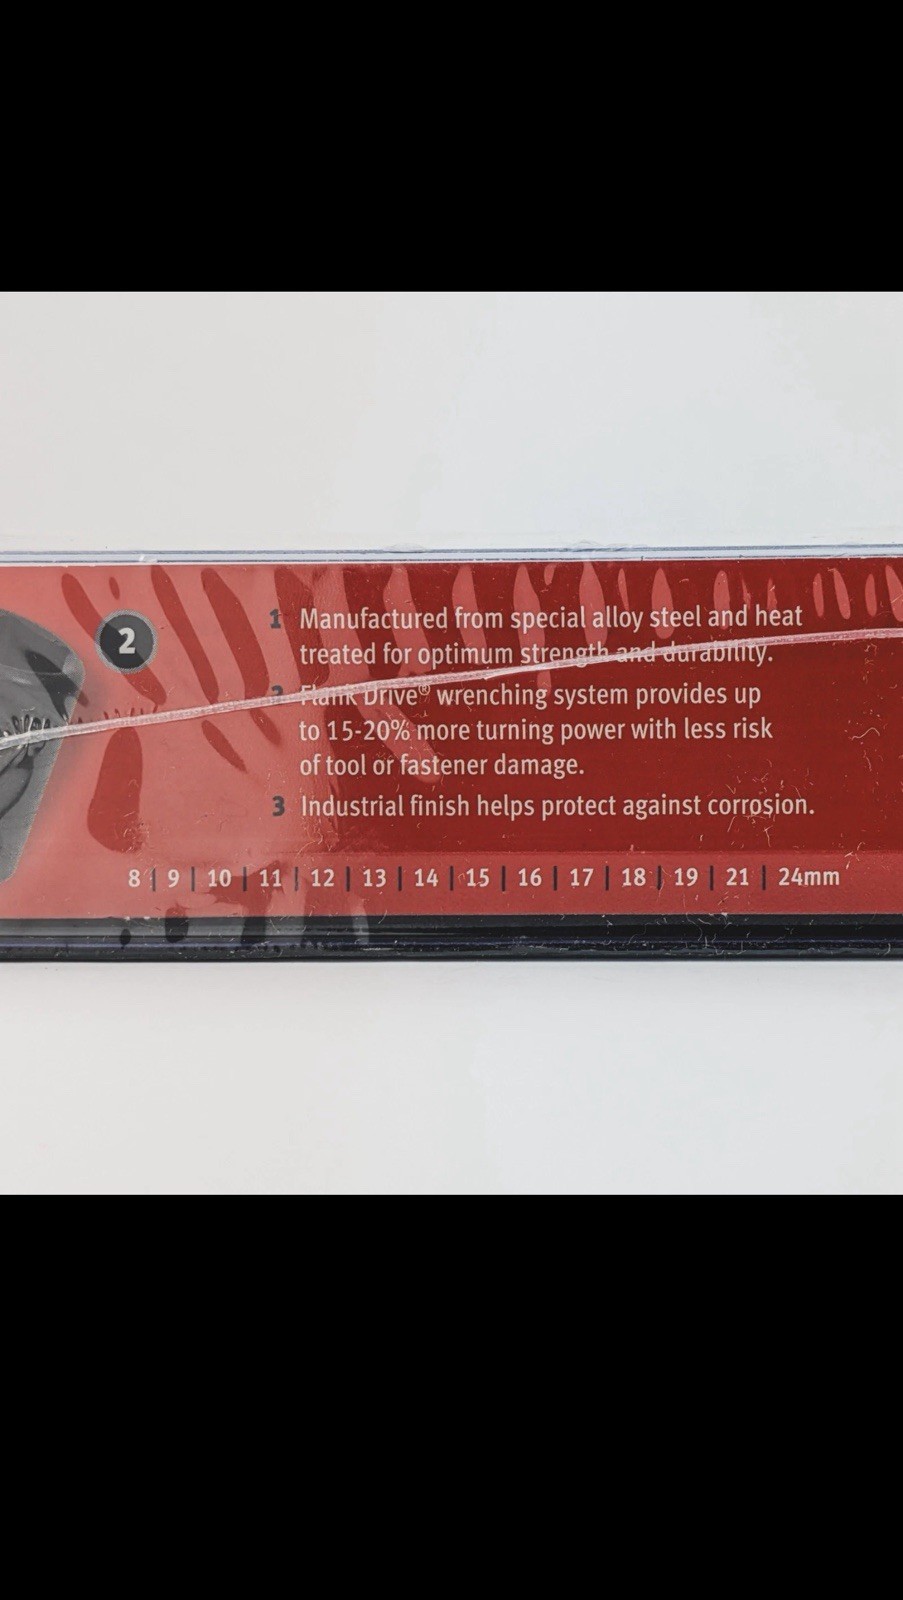 2
1 Manufactured from special alloy steel and heat
treated for optimum strength and durability.
2 Flank Drive® wrenching system provides up
to 15-20% more turning power with less risk
of tool or fastener damage.
3 Industrial finish helps protect against corrosion.
8 | 9 | 10 | 11 | 12 | 13 | 14 | 15 | 16 | 17 | 18 | 19 | 21 | 24mm